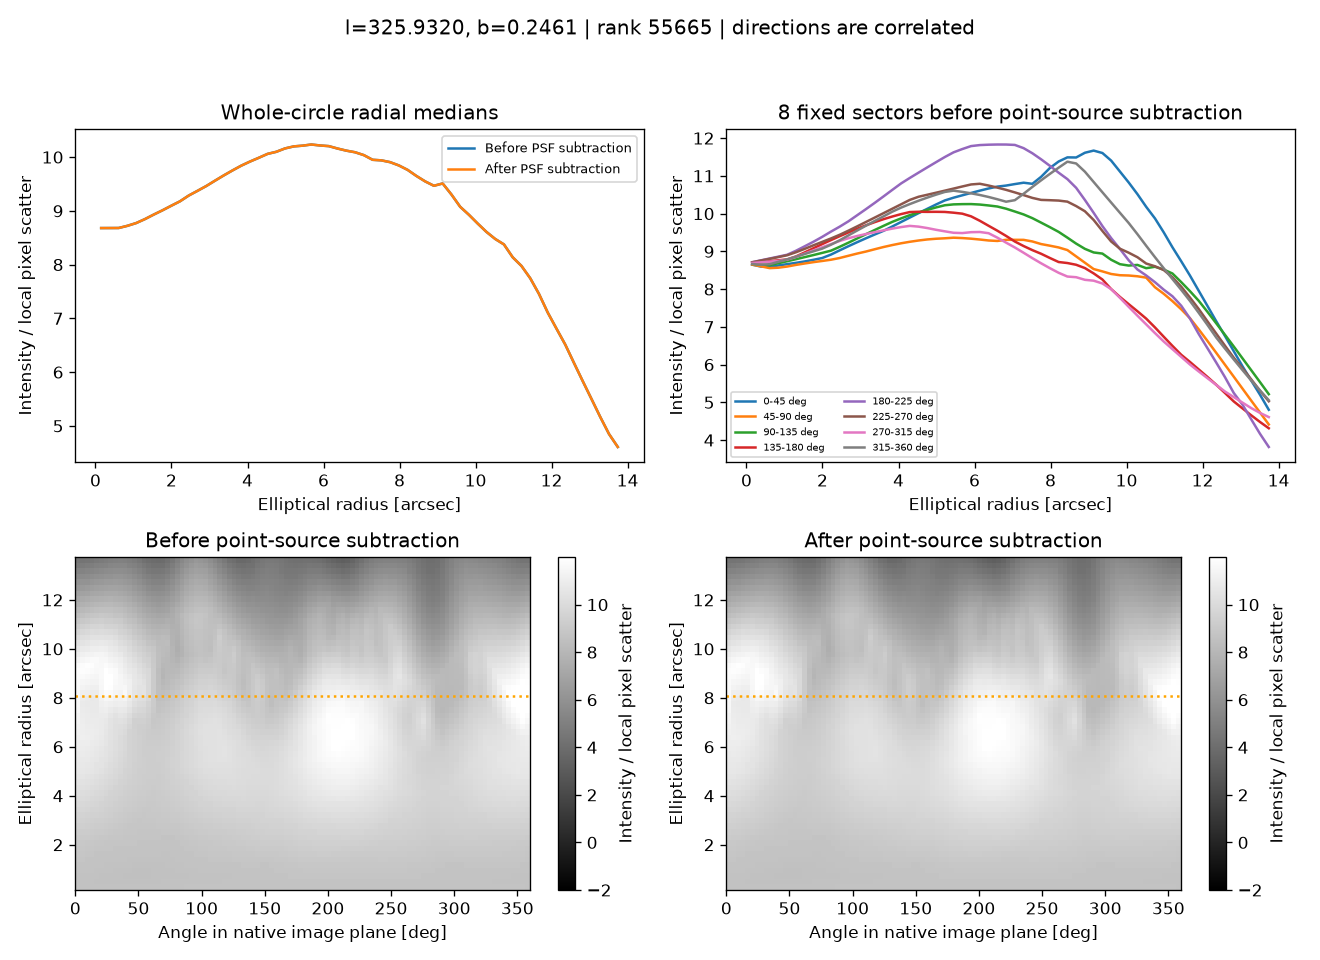 l=325.9320, b=0.2461 | rank 55665 | directions are correlated
Whole-circle radial medians
Intensity / local pixel scatter
10
9
8
7
6
5
Before PSF subtraction
After PSF subtraction
0 2 4 6 8 10 12 14
Elliptical radius [arcsec]
8 fixed sectors before point-source subtraction
Intensity / local pixel scatter
12
11
10
9
8
7
6
5
4
0-45 deg
45-90 deg
90-135 deg
135-180 deg
180-225 deg
225-270 deg
270-315 deg
315-360 deg
0 2 4 6 8 10 12 14
Elliptical radius [arcsec]
Before point-source subtraction
Elliptical radius [arcsec]
12
10
8
6
4
2
0 50 100 150 200 250 300 350
Angle in native image plane [deg]
10
8
6
4
2
0
−2
Intensity / local pixel scatter
After point-source subtraction
Elliptical radius [arcsec]
12
10
8
6
4
2
0 50 100 150 200 250 300 350
Angle in native image plane [deg]
10
8
6
4
2
0
−2
Intensity / local pixel scatter